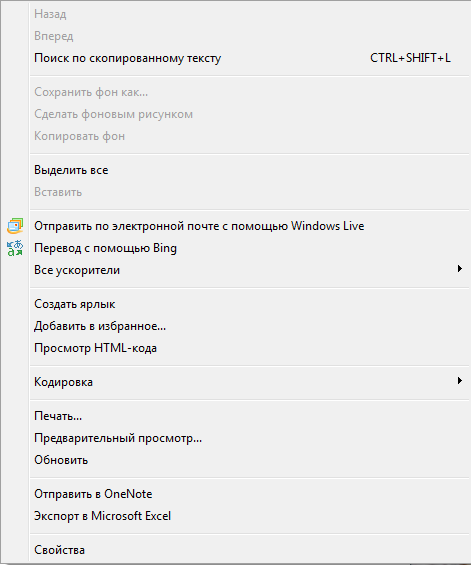 Назад
Вперед
Поиск по скопированному тексту CTRL+SHIFT+L
Сохранить фон как...
Сделать фоновым рисунком
Копировать фон
Выделить все
Вставить
Отправить по электронной почте с помощью Windows Live
Перевод с помощью Bing
Все ускорители
Создать ярлык
Добавить в избранное...
Просмотр HTML-кода
Кодировка
Печать...
Предварительный просмотр...
Обновить
Отправить в OneNote
Экспорт в Microsoft Excel
Свойства